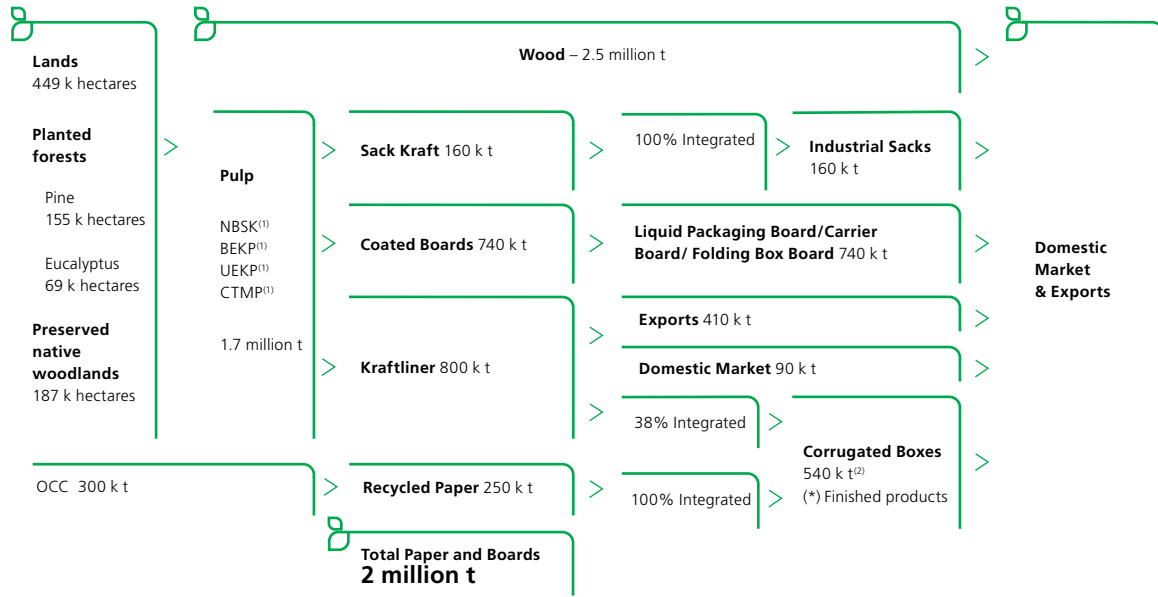 Lands
449 k hectares
Planted
forests
Pine
155 k hectares
Eucalyptus
69 k hectares
Preserved
native
woodlands
187 k hectares
Wood – 2.5 million t
Pulp
NBSK(1)
BEKP(1)
UEKP(1)
CTMP(1)
1.7 million t
Sack Kraft 160 k t
100% Integrated
Industrial Sacks
160 k t
Coated Boards 740 k t
Liquid Packaging Board/Carrier
Board/ Folding Box Board 740 k t
Kraftliner 800 k t
Exports 410 k t
Domestic Market 90 k t
38% Integrated
Corrugated Boxes
540 k t(2)
(*) Finished products
OCC 300 k t
Recycled Paper 250 k t
100% Integrated
Total Paper and Boards
2 million t
Domestic
Market
& Exports